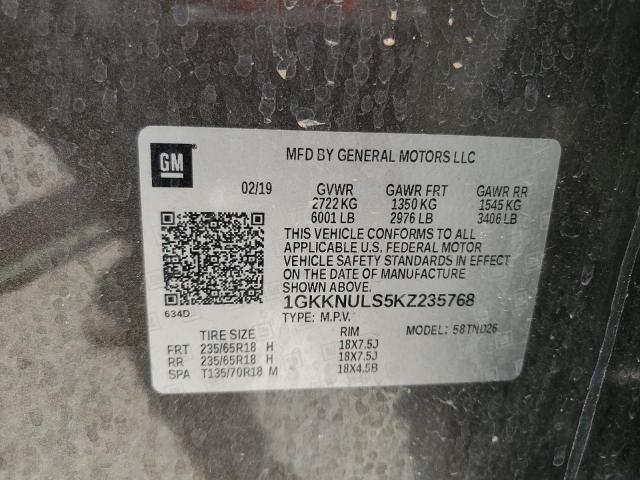 GM
MFD BY GENERAL MOTORS LLC
02/19 GVWR GAWR FRT GAWR RR
2722 KG 1350 KG 1545 KG
6001 LB 2976 LB 3406 LB
THIS VEHICLE CONFORMS TO ALL
APPLICABLE U.S. FEDERAL MOTOR
VEHICLE SAFETY STANDARDS IN EFFECT
ON THE DATE OF MANUFACTURE
SHOWN ABOVE.
1GKKNULS5KZ235768
634D
TYPE: M.P.V. MODEL: 58TND26
TIRE SIZE RIM
FRT 235/65R18 H 18X7.5J
RR 235/65R18 H 18X7.5J
SPA T135/70R18 M 18X4.5B